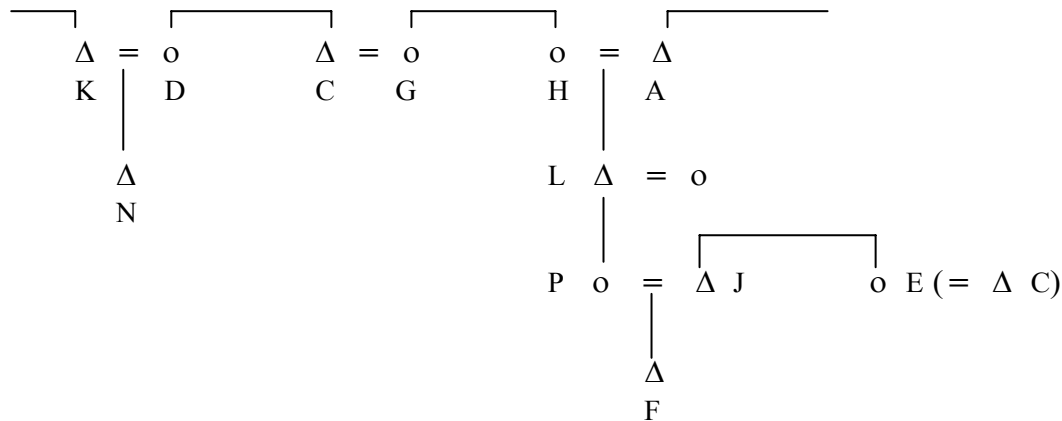 Δ = o Δ = o o = Δ
K D C G H A
Δ L Δ = o
N
P o = Δ J o E (= Δ C)
Δ
F